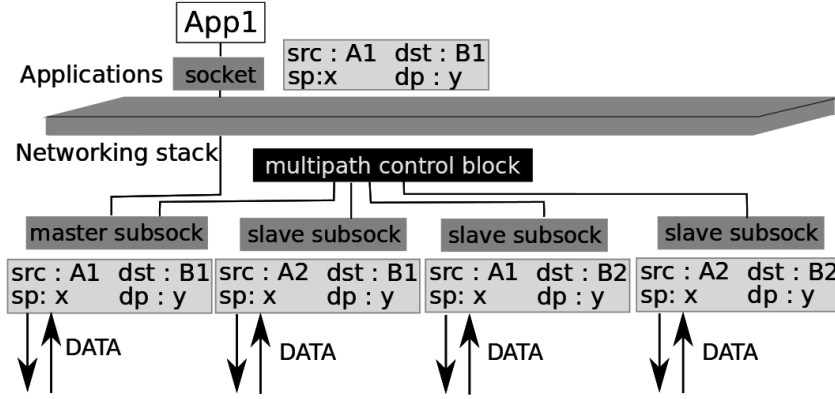 App1
Applications
socket
src : A1 dst : B1
sp:x dp : y
Networking stack
multipath control block
master subsock
slave subsock
slave subsock
slave subsock
src : A1 dst : B1
sp: x dp : y
src : A2 dst : B1
sp: x dp : y
src : A1 dst : B2
sp: x dp : y
src : A2 dst : B2
sp: x dp : y
DATA
DATA
DATA
DATA